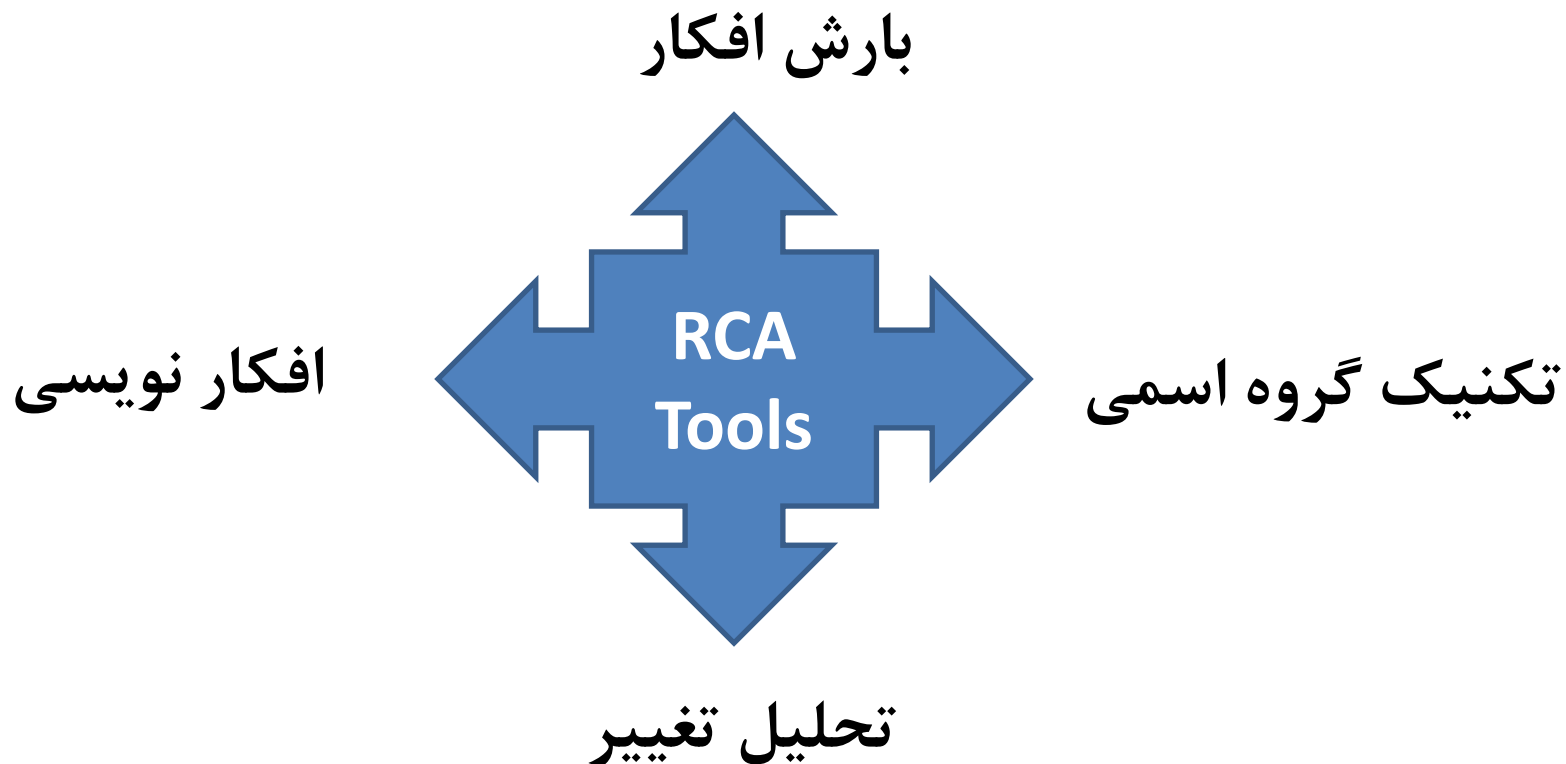 بارش افکار
RCA
Tools
تکنیک گروه اسمی
افکار نویسی
تحلیل تغییر